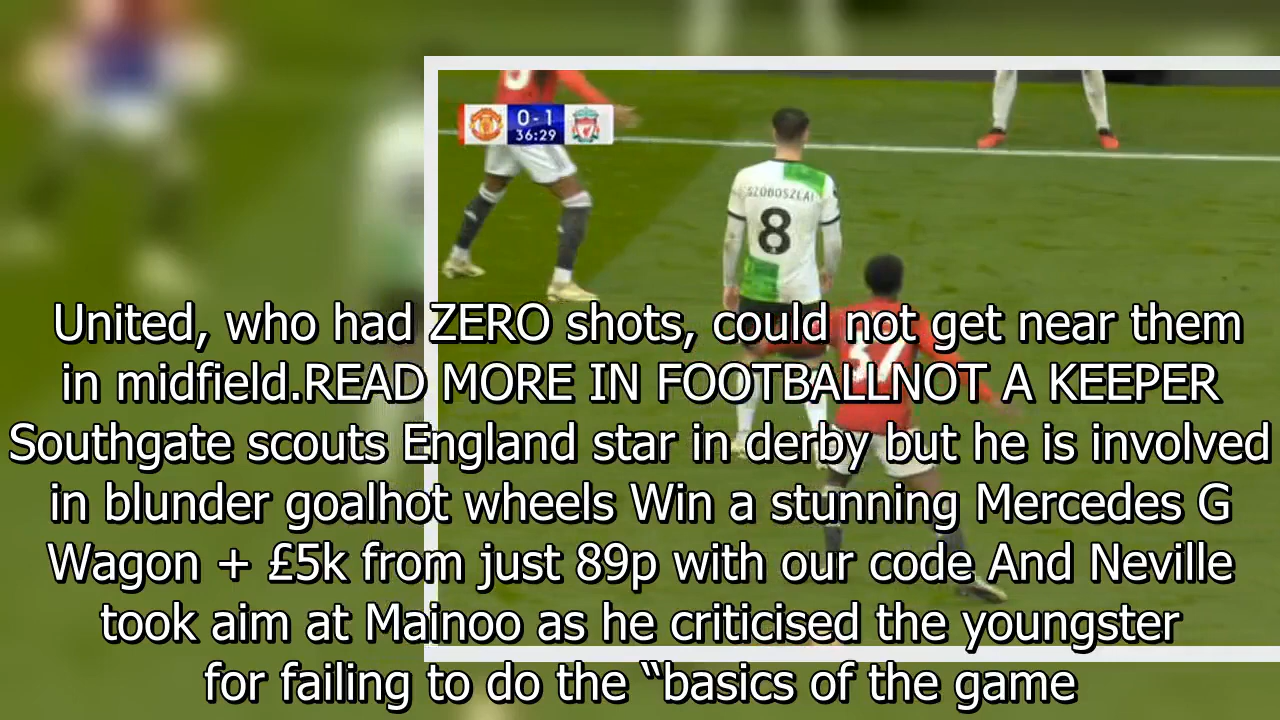 0 - 1
36:29
SZOBOSZLAI
8
37
United, who had ZERO shots, could not get near them
in midfield.READ MORE IN FOOTBALLNOT A KEEPER
Southgate scouts England star in derby but he is involved
in blunder goalhot wheels Win a stunning Mercedes G
Wagon + £5k from just 89p with our code And Neville
took aim at Mainoo as he criticised the youngster
for failing to do the “basics of the game